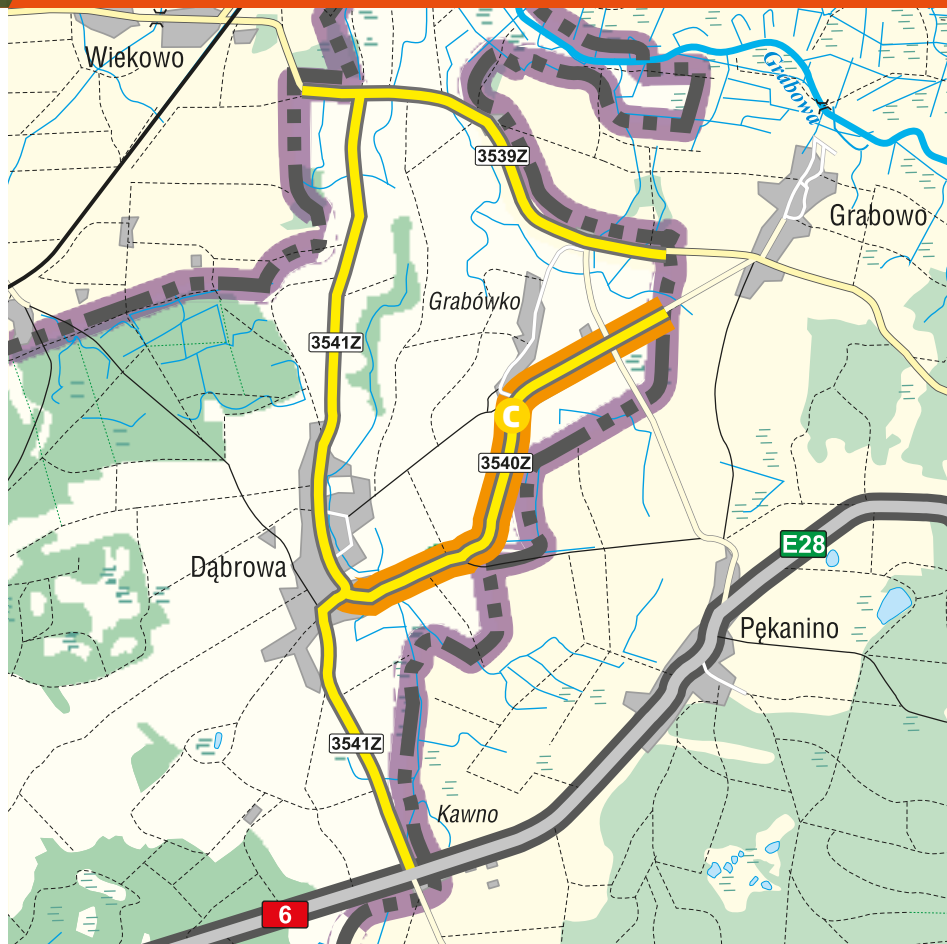 Wiekowo
Grabowa
3539Z
Grabowo
Grabówko
3541Z
C
3540Z
E28
Dąbrowa
Pękanino
3541Z
Kawno
6